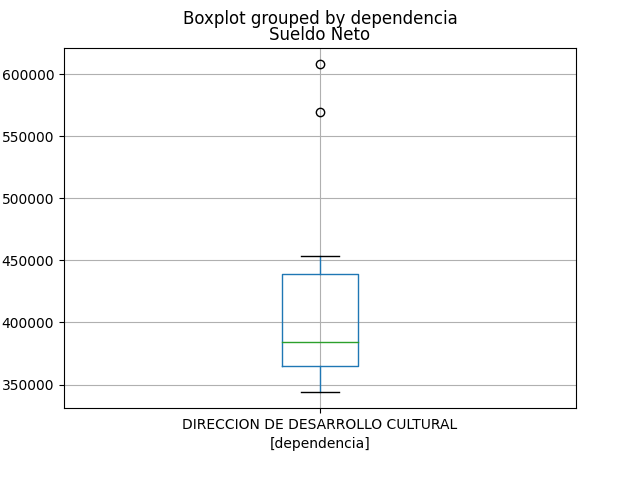 Boxplot grouped by dependencia
Sueldo Neto
600000
550000
500000
450000
400000
350000
DIRECCION DE DESARROLLO CULTURAL
[dependencia]